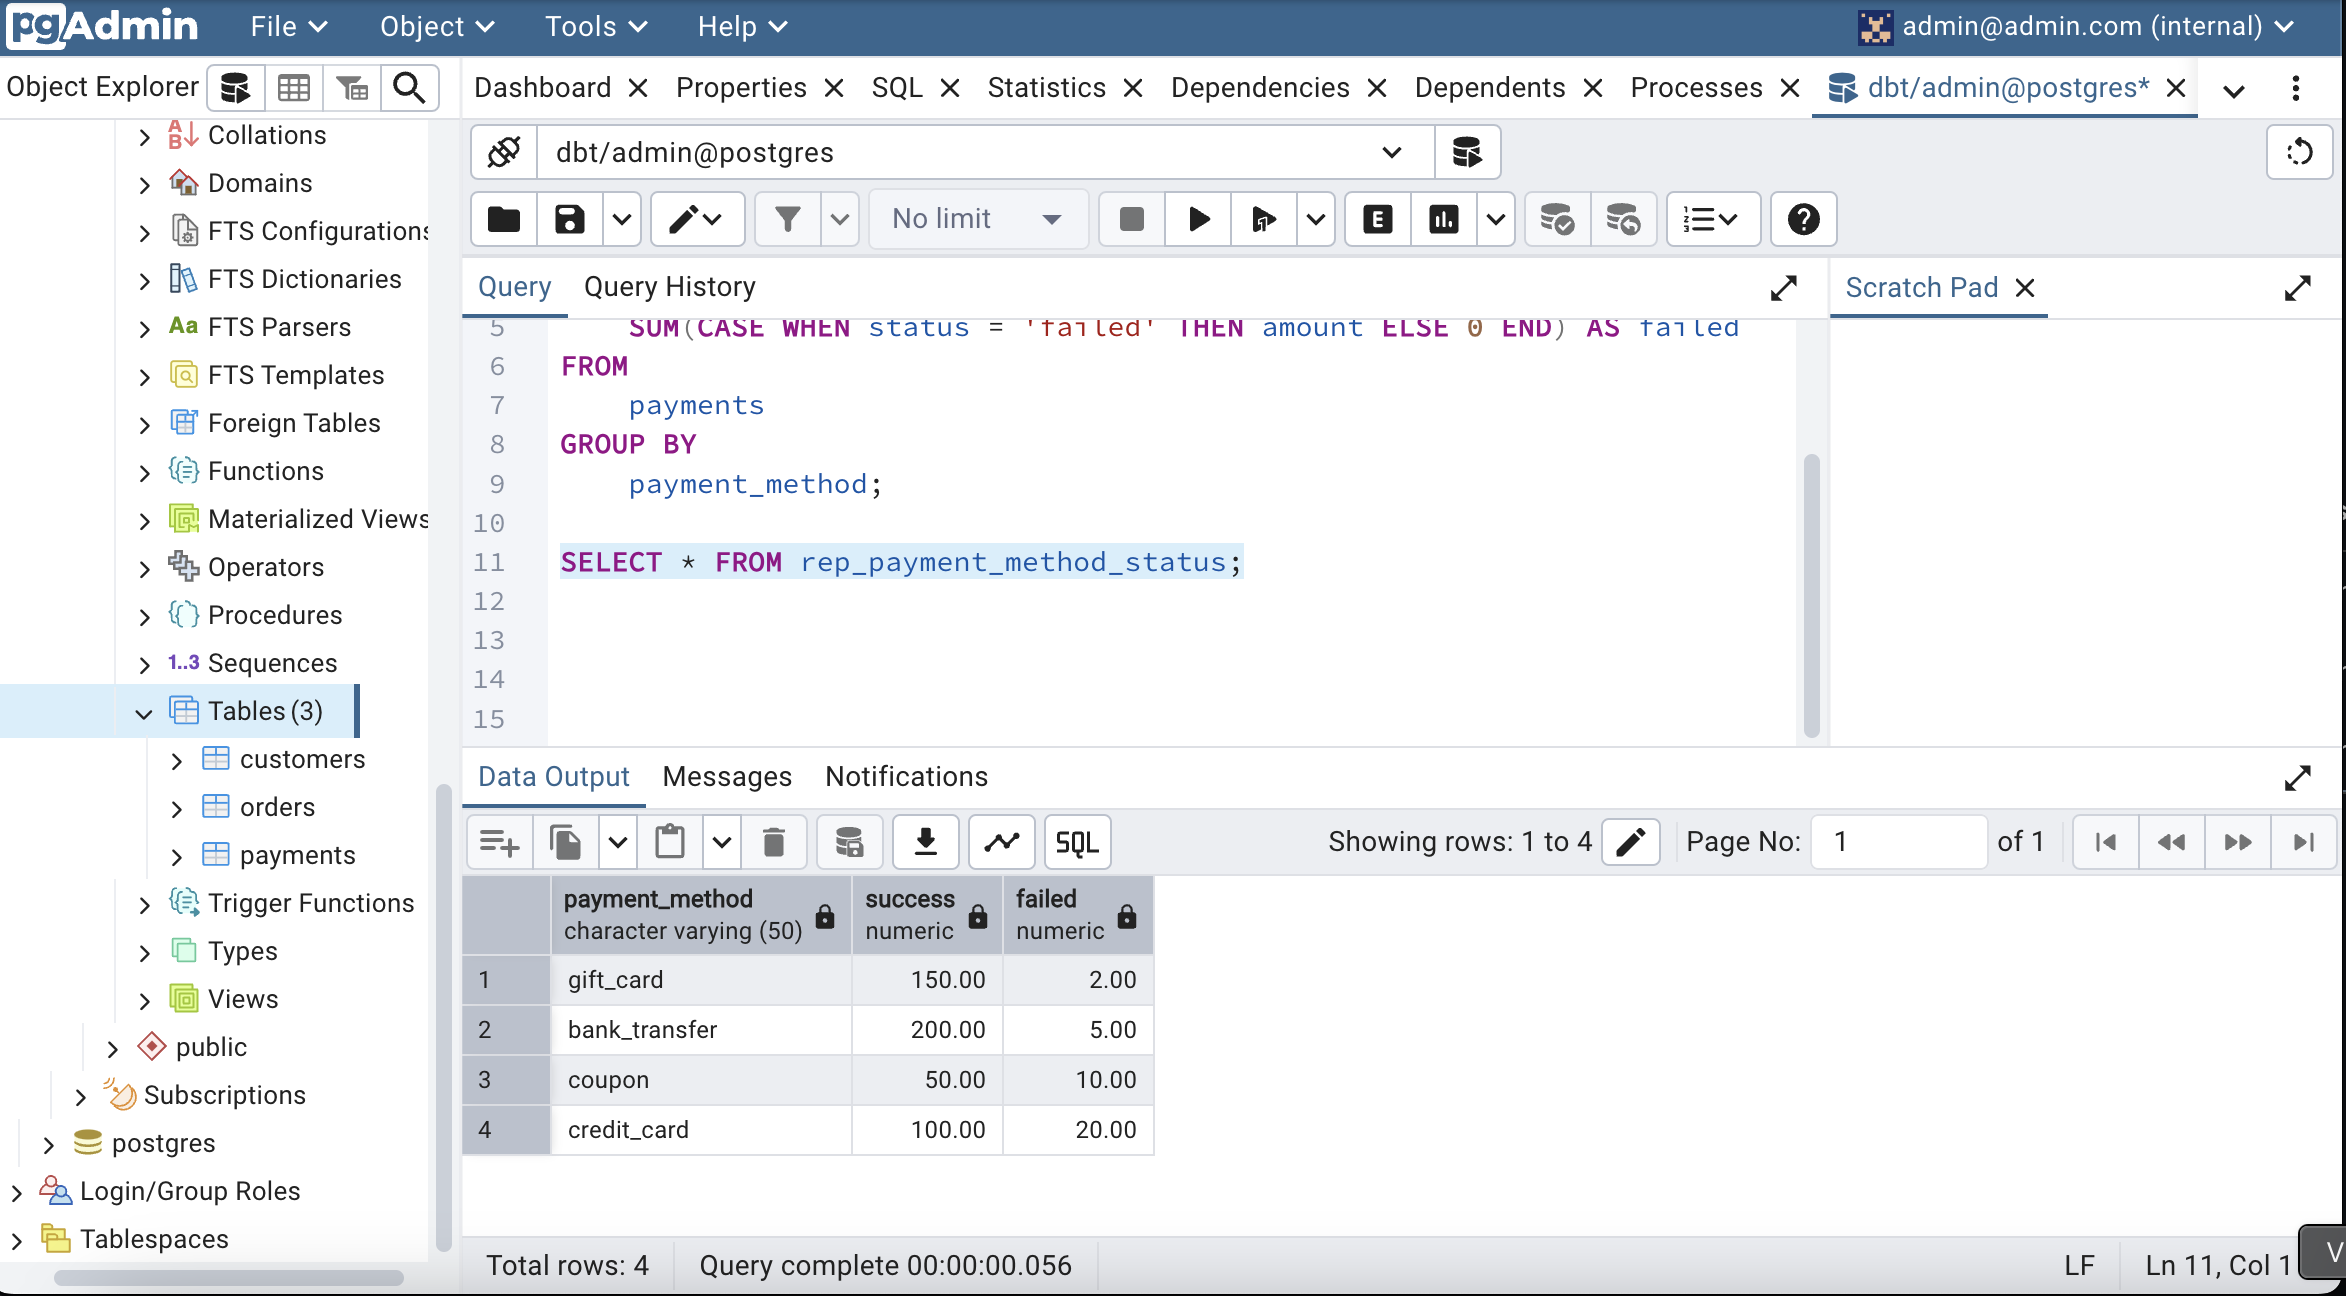 pgAdmin File Object Tools Help admin@admin.com (internal)
Object Explorer
Dashboard Properties SQL Statistics Dependencies Dependents Processes dbt/admin@postgres*
Collations
Domains
FTS Configurations
FTS Dictionaries
Aa FTS Parsers
FTS Templates
Foreign Tables
Functions
Materialized Views
Operators
Procedures
1..3 Sequences
Tables (3)
customers
orders
payments
Trigger Functions
Types
Views
public
Subscriptions
postgres
Login/Group Roles
Tablespaces
dbt/admin@postgres
No limit
E
Query Query History
Scratch Pad
5 SUM(CASE WHEN status = 'failed' THEN amount ELSE 0 END) AS failed
6 FROM
7 payments
8 GROUP BY
9 payment_method;
10
11 SELECT * FROM rep_payment_method_status;
12
13
14
15
Data Output Messages Notifications
SQL Showing rows: 1 to 4 Page No: 1 of 1
payment_method success failed
character varying (50) numeric numeric
1 gift_card 150.00 2.00
2 bank_transfer 200.00 5.00
3 coupon 50.00 10.00
4 credit_card 100.00 20.00
Total rows: 4 Query complete 00:00:00.056 LF Ln 11, Col 1